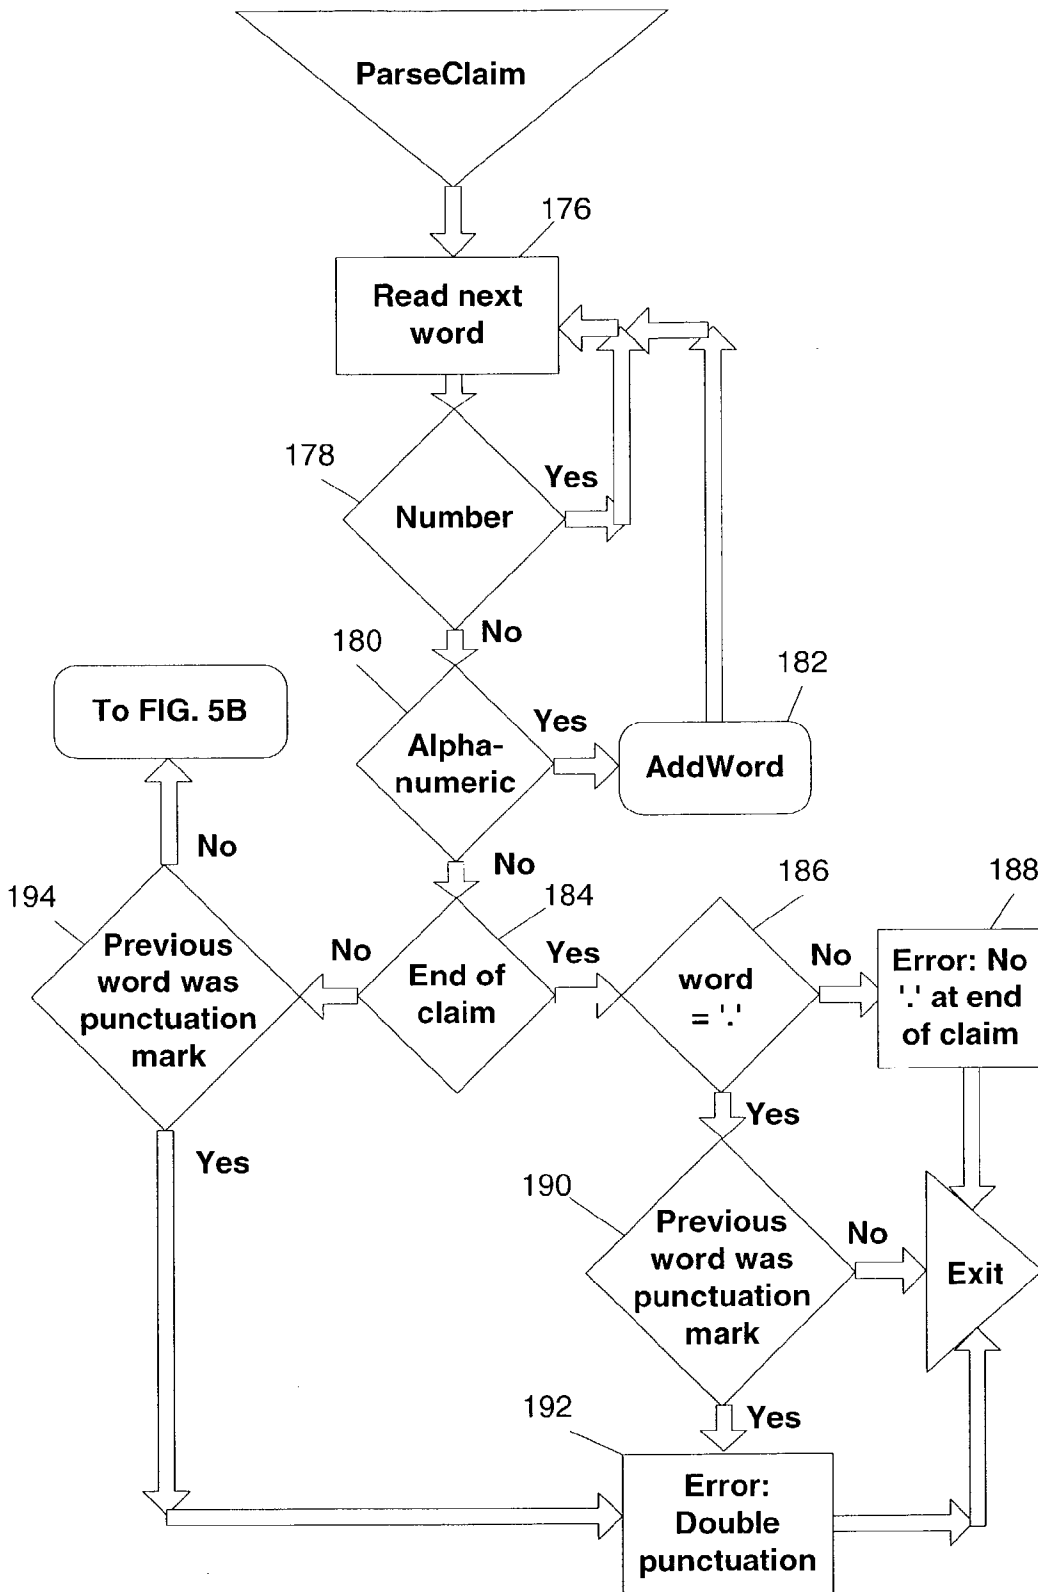 ParseClaim
176
Read next
word
178
Number
Yes
No
180
Alpha-
numeric
Yes
182
AddWord
To FIG. 5B
No
No
194
Previous
word was
punctuation
mark
No
184
End of
claim
Yes
186
word
= '.'
No
188
Error: No
'.' at end
of claim
Yes
Yes
190
Previous
word was
punctuation
mark
No
Exit
Yes
192
Error:
Double
punctuation